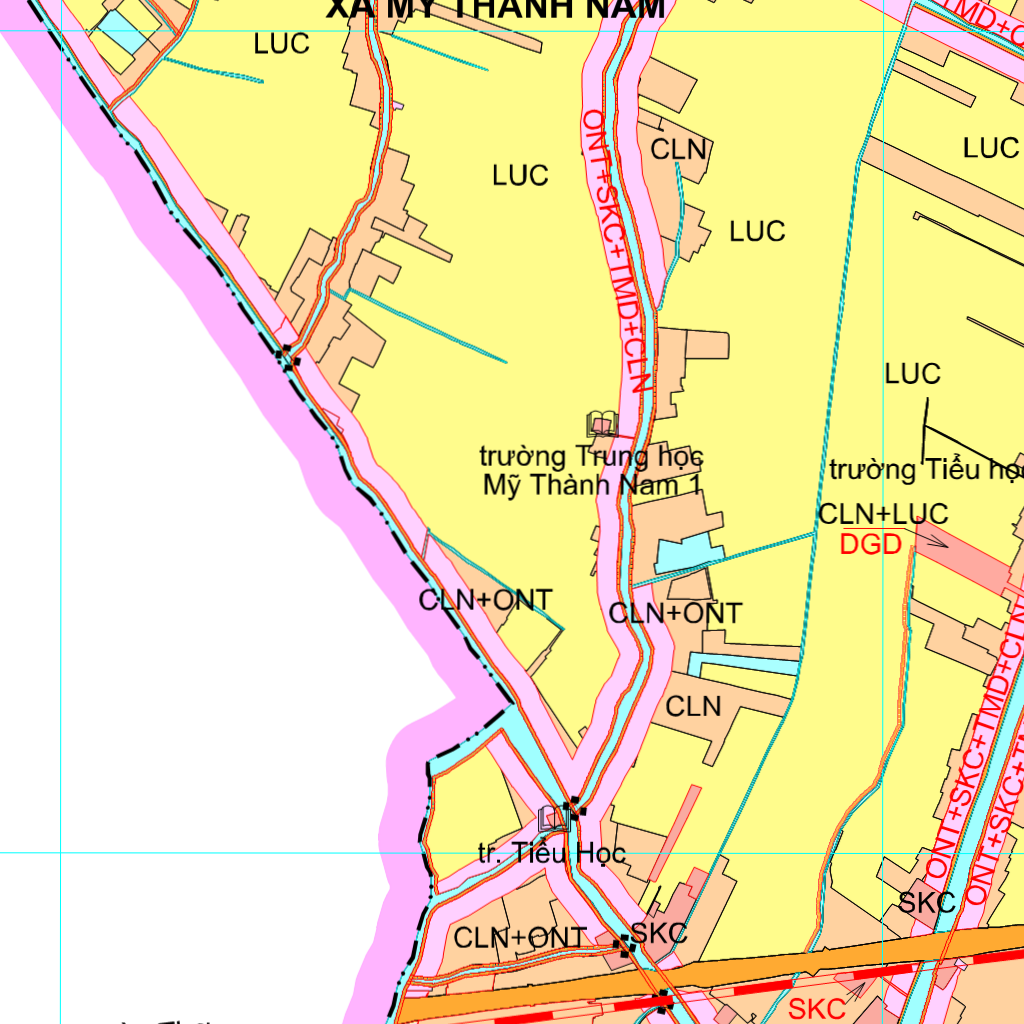 XÃ MỸ THÀNH NAM
LUC
LUC
CLN
LUC
LUC
ONT+SKC+TMD+CLN
LUC
trường Trung học
Mỹ Thành Nam 1
trường Tiểu học
CLN+LUC
DGD
CLN+ONT
CLN+ONT
CLN
ONT+SKC+TMD+CLN
tr. Tiểu Học
SKC
CLN+ONT
SKC
SKC